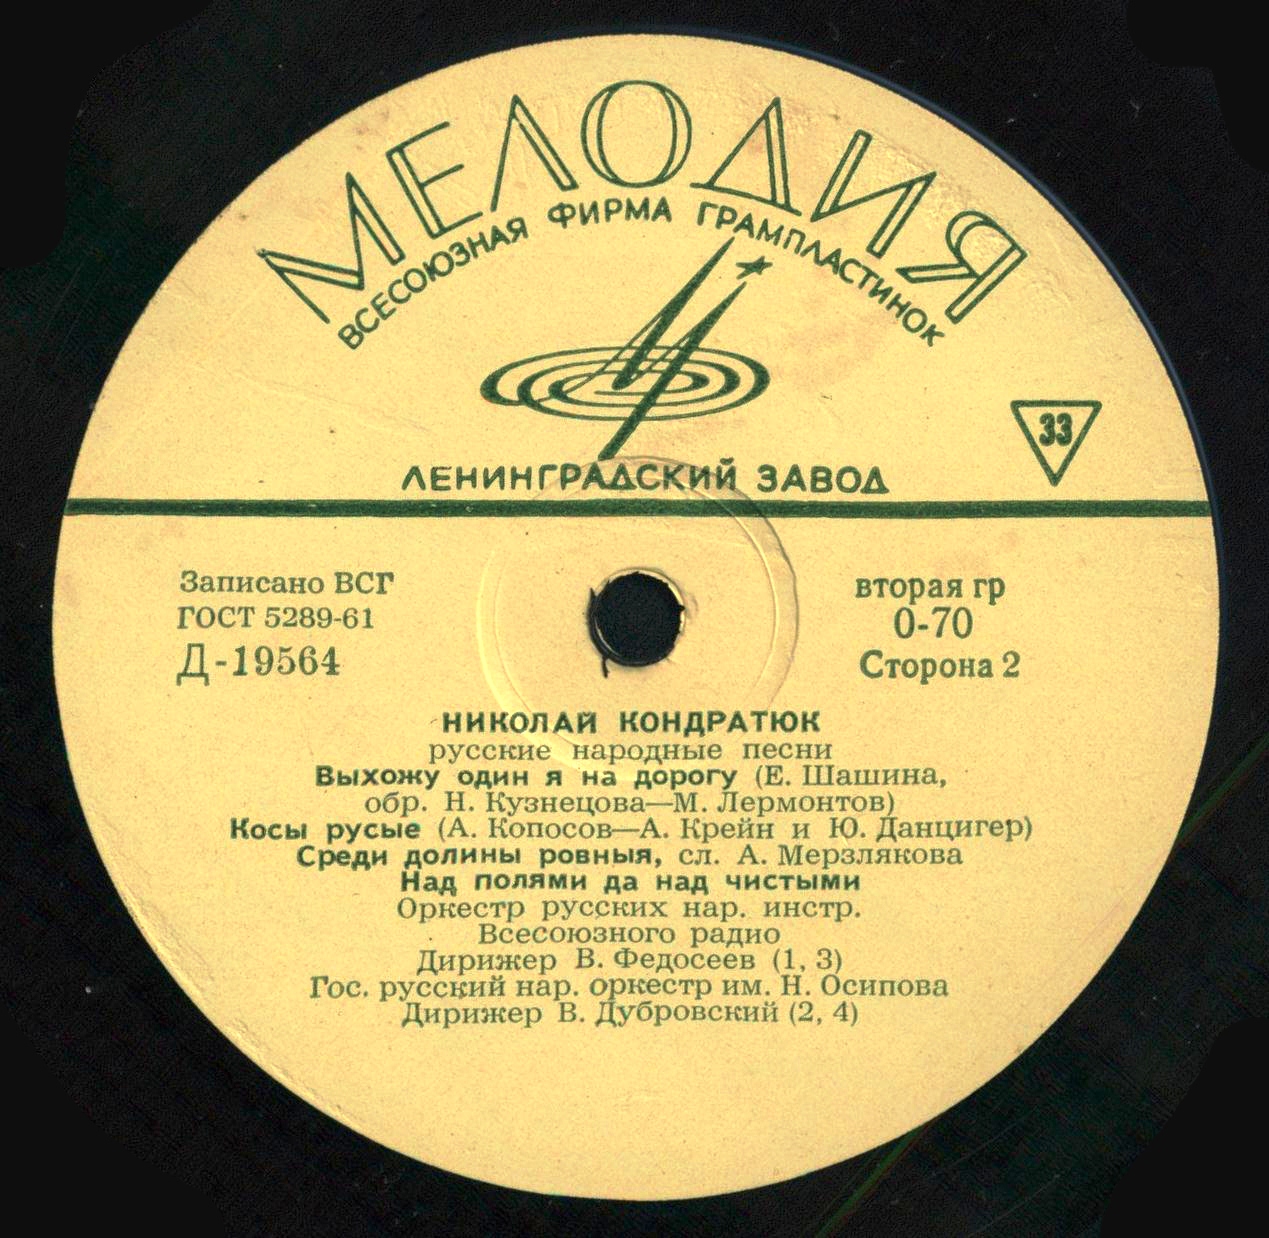 МЕЛОДИЯ
ВСЕСОЮЗНАЯ ФИРМА ГРАМПЛАСТИНОК
33
ЛЕНИНГРАДСКИЙ ЗАВОД
Записано ВСГ
ГОСТ 5289-61
Д-19564
вторая гр
0-70
Сторона 2
НИКОЛАЙ КОНДРАТЮК
русские народные песни
Выхожу один я на дорогу (Е. Шашина,
обр. Н. Кузнецова—М. Лермонтов)
Косы русые (А. Копосов—А. Крейн и Ю. Данцигер)
Среди долины ровныя, сл. А. Мерзлякова
Над полями да над чистыми
Оркестр русских нар. инстр.
Всесоюзного радио
Дирижер В. Федосеев (1, 3)
Гос. русский нар. оркестр им. Н. Осипова
Дирижер В. Дубровский (2, 4)